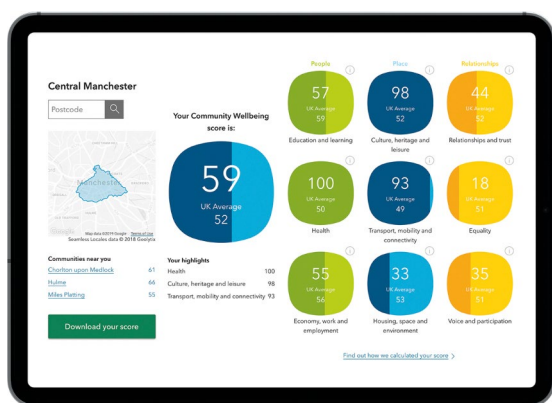 Central Manchester
Postcode
Manchester
Google
Map data ©2019 Google
Terms of Use
Seamless Locales data © 2018 Geolytix
Communities near you
Chorlton upon Medlock 61
Hulme 66
Miles Platting 55
Download your score
Your Community Wellbeing
score is:
59
UK Average
52
Your highlights
Health 100
Culture, heritage and leisure 98
Transport, mobility and connectivity 93
People
57
UK Average
59
Education and learning
100
UK Average
50
Health
55
UK Average
56
Economy, work and
employment
Place
98
UK Average
52
Culture, heritage and
leisure
93
UK Average
49
Transport, mobility and
connectivity
33
UK Average
53
Housing, space and
environment
Relationships
44
UK Average
52
Relationships and trust
18
UK Average
51
Equality
35
UK Average
51
Voice and participation
Find out how we calculated your score